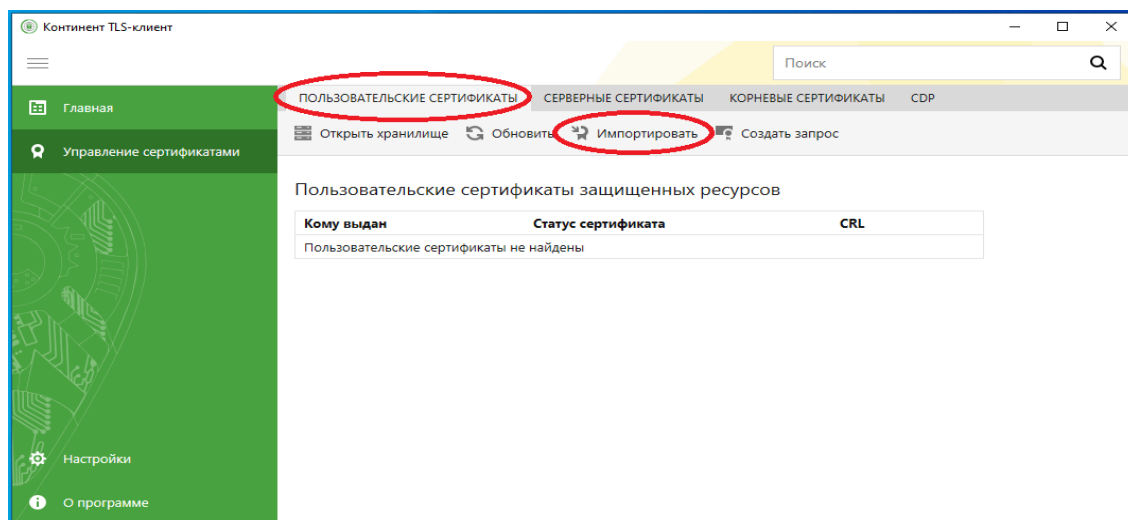 Континент TLS-клиент
Поиск
Главная
Управление сертификатами
Настройки
О программе
ПОЛЬЗОВАТЕЛЬСКИЕ СЕРТИФИКАТЫ СЕРВЕРНЫЕ СЕРТИФИКАТЫ КОРНЕВЫЕ СЕРТИФИКАТЫ CDP
Открыть хранилище Обновить Импортировать Создать запрос
Пользовательские сертификаты защищенных ресурсов
Кому выдан Статус сертификата CRL
Пользовательские сертификаты не найдены